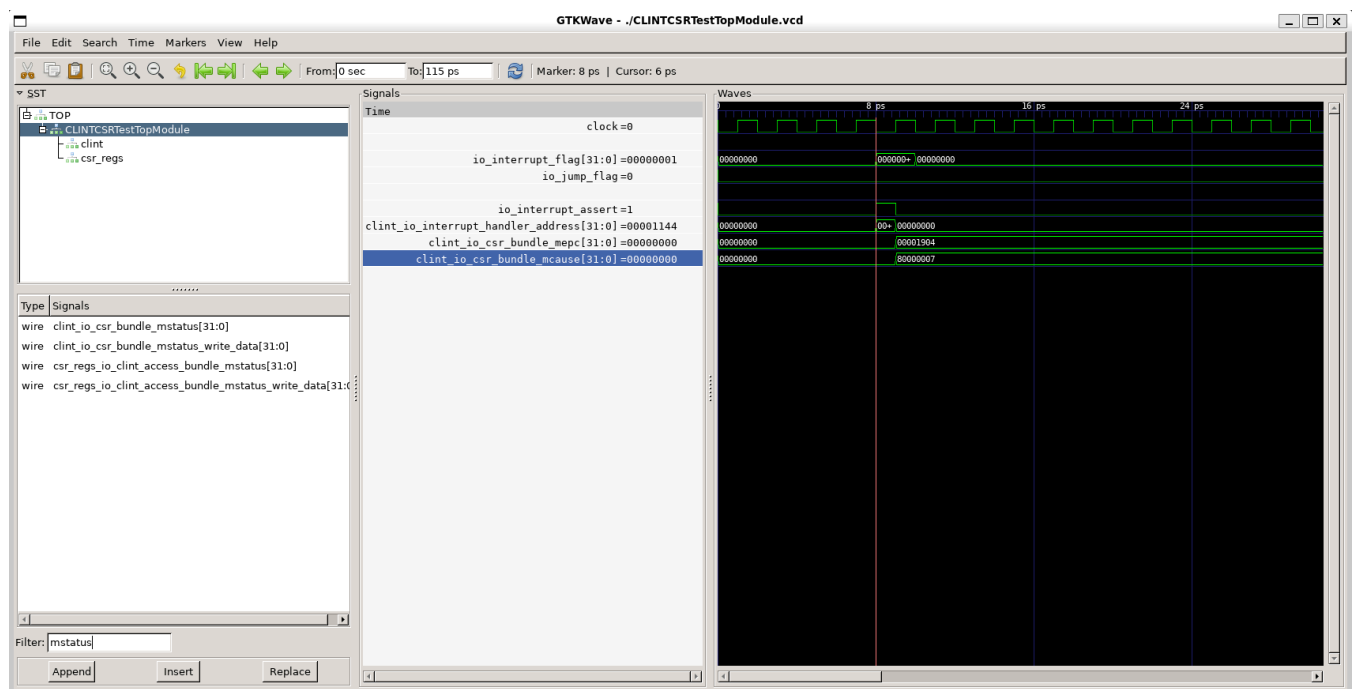 GTKWave - ./CLINTCSRTestTopModule.vcd
File Edit Search Time Markers View Help
From: 0 sec To: 115 ps Marker: 8 ps | Cursor: 6 ps
SST
TOP
CLINTCSRTestTopModule
clint
csr_regs
Type Signals
wire clint_io_csr_bundle_mstatus[31:0]
wire clint_io_csr_bundle_mstatus_write_data[31:0]
wire csr_regs_io_clint_access_bundle_mstatus[31:0]
wire csr_regs_io_clint_access_bundle_mstatus_write_data[31:0
Filter: mstatus
Append Insert Replace
Signals
Time
clock=0
io_interrupt_flag[31:0]=00000001
io_jump_flag=0
io_interrupt_assert=1
clint_io_interrupt_handler_address[31:0]=00001144
clint_io_csr_bundle_mepc[31:0]=00000000
clint_io_csr_bundle_mcause[31:0]=00000000
Waves
8 ps 16 ps 24 ps
00000000 000000+ 00000000
00000000 00+ 00000000
00000000 00001904
00000000 80000007